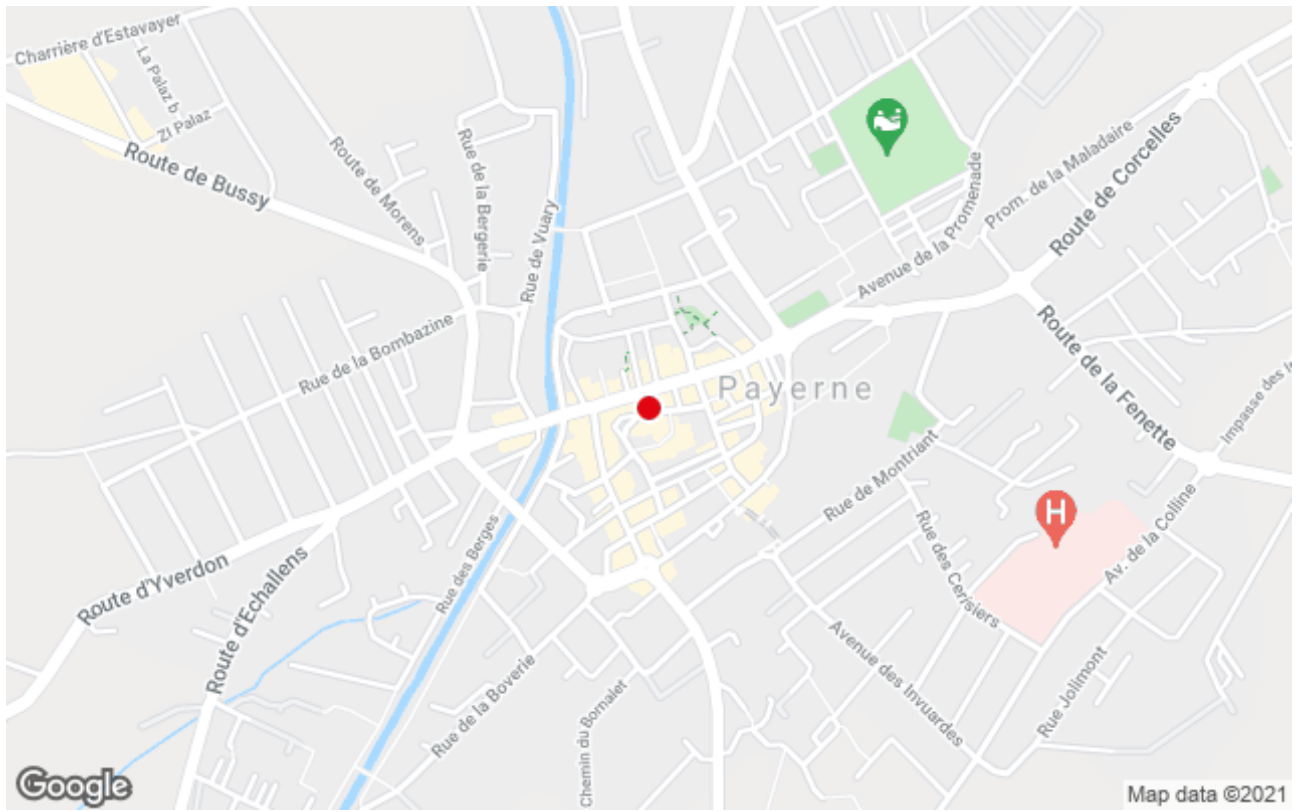 Charrière d'Estavayer
La Palaz b
ZI Palaz
Route de Bussy
Route de Morens
Rue de la Bergerie
Rue de Vuary
Rue de la Bombazine
Prom. de la Maladaire
Route de Corcelles
Avenue de la Promenade
Route de la Fenette
Impasse des
Payerne
Rue de Montriant
H
Rue des Cerisiers
Av. de la Colline
Rue des Berges
Route d'Yverdon
Route d'Echallens
Rue de la Boverie
Chemin du Bornalet
Avenue des Invuardes
Rue Jolimont
Google
Map data ©2021